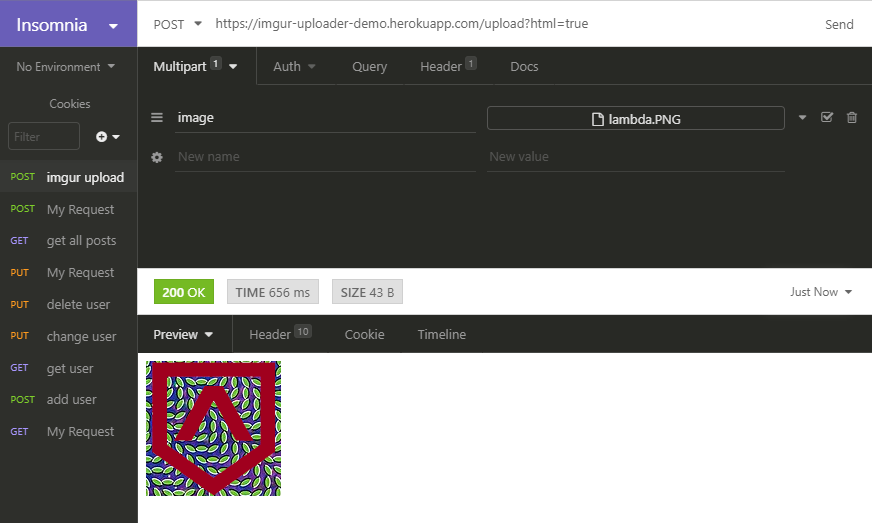 Insomnia
POST https://imgur-uploader-demo.herokuapp.com/upload?html=true Send
No Environment
Cookies
Filter
POST imgur upload
POST My Request
GET get all posts
PUT My Request
PUT delete user
PUT change user
GET get user
POST add user
GET My Request
Multipart 1 Auth Query Header 1 Docs
image lambda.PNG
New name New value
200 OK TIME 656 ms SIZE 43 B Just Now
Preview Header 10 Cookie Timeline